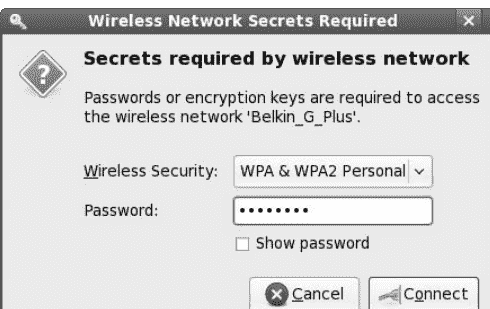 Wireless Network Secrets Required
Secrets required by wireless network
Passwords or encryption keys are required to access
the wireless network 'Belkin_G_Plus'.
Wireless Security: WPA & WPA2 Personal
Password: ••••••••
Show password
Cancel Connect